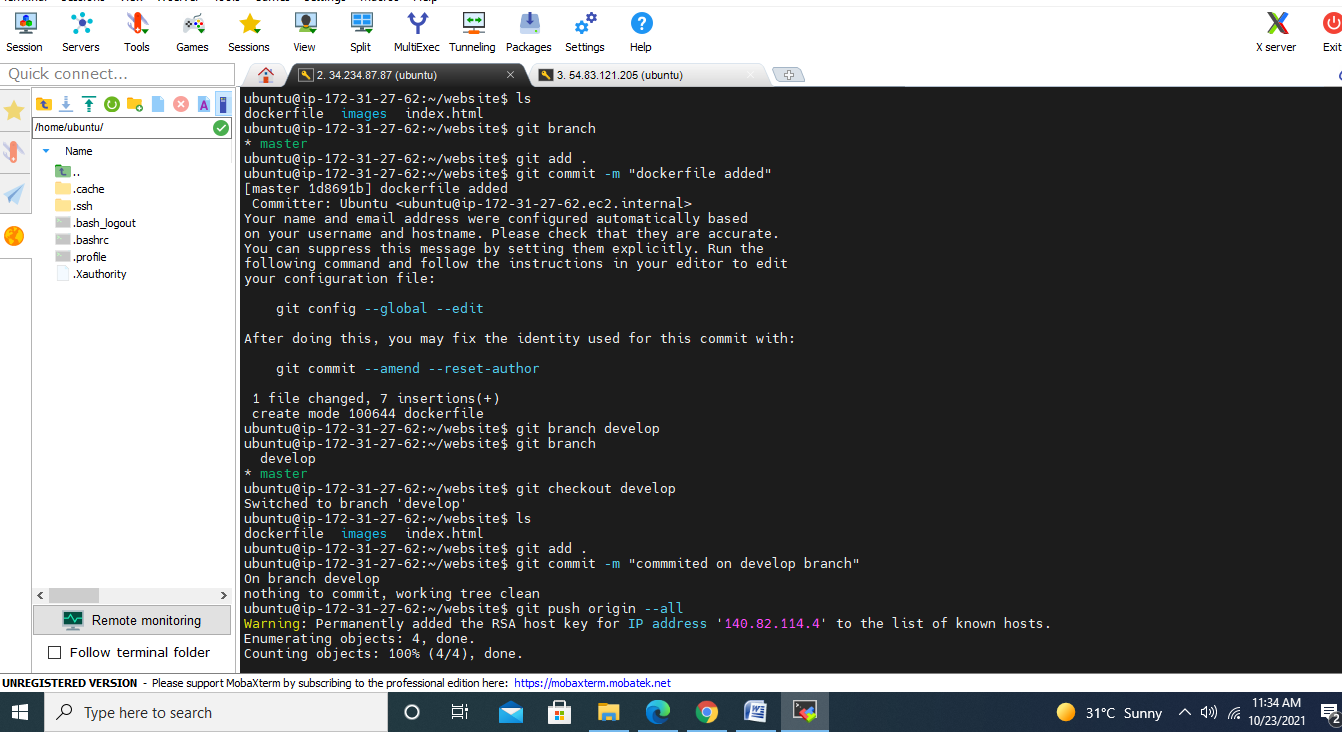 Terminal Sessions View X server Tools Games Settings Macros Help
Session Servers Tools Games Sessions View Split MultiExec Tunneling Packages Settings Help X server Exit
Quick connect...
2. 34.234.87.87 (ubuntu)
3. 54.83.121.205 (ubuntu)
/home/ubuntu/
Name
..
.cache
.ssh
.bash_logout
.bashrc
.profile
.Xauthority
Remote monitoring
Follow terminal folder
ubuntu@ip-172-31-27-62:~/website$ ls
dockerfile images index.html
ubuntu@ip-172-31-27-62:~/website$ git branch
* master
ubuntu@ip-172-31-27-62:~/website$ git add .
ubuntu@ip-172-31-27-62:~/website$ git commit -m "dockerfile added"
[master 1d8691b] dockerfile added
Committer: Ubuntu <ubuntu@ip-172-31-27-62.ec2.internal>
Your name and email address were configured automatically based
on your username and hostname. Please check that they are accurate.
You can suppress this message by setting them explicitly. Run the
following command and follow the instructions in your editor to edit
your configuration file:
git config --global --edit
After doing this, you may fix the identity used for this commit with:
git commit --amend --reset-author
1 file changed, 7 insertions(+)
create mode 100644 dockerfile
ubuntu@ip-172-31-27-62:~/website$ git branch develop
ubuntu@ip-172-31-27-62:~/website$ git branch
develop
* master
ubuntu@ip-172-31-27-62:~/website$ git checkout develop
Switched to branch 'develop'
ubuntu@ip-172-31-27-62:~/website$ ls
dockerfile images index.html
ubuntu@ip-172-31-27-62:~/website$ git add .
ubuntu@ip-172-31-27-62:~/website$ git commit -m "commmited on develop branch"
On branch develop
nothing to commit, working tree clean
ubuntu@ip-172-31-27-62:~/website$ git push origin --all
Warning: Permanently added the RSA host key for IP address '140.82.114.4' to the list of known hosts.
Enumerating objects: 4, done.
Counting objects: 100% (4/4), done.
UNREGISTERED VERSION - Please support MobaXterm by subscribing to the professional edition here: https://mobaxterm.mobatek.net
Type here to search
31°C Sunny
11:34 AM
10/23/2021
2